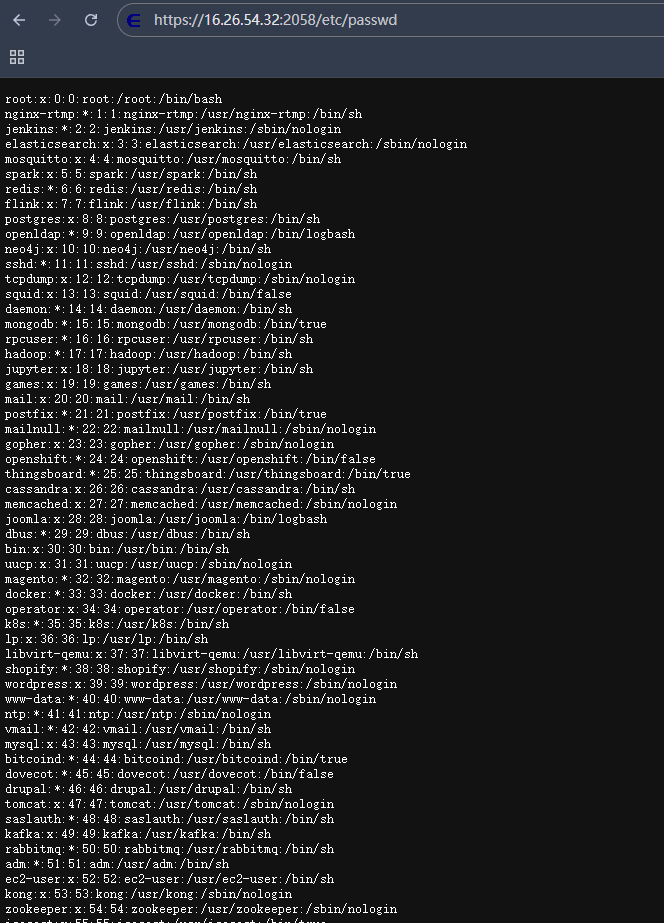 https://16.26.54.32:2058/etc/passwd
root:x:0:0:root:/root:/bin/bash
nginx-rtmp:*:1:1:nginx-rtmp:/usr/nginx-rtmp:/bin/sh
jenkins:*:2:2:jenkins:/usr/jenkins:/sbin/nologin
elasticsearch:x:3:3:elasticsearch:/usr/elasticsearch:/sbin/nologin
mosquitto:x:4:4:mosquitto:/usr/mosquitto:/bin/sh
spark:x:5:5:spark:/usr/spark:/bin/sh
redis:*:6:6:redis:/usr/redis:/bin/sh
flink:x:7:7:flink:/usr/flink:/bin/sh
postgres:x:8:8:postgres:/usr/postgres:/bin/sh
openldap:*:9:9:openldap:/usr/openldap:/bin/logbash
neo4j:x:10:10:neo4j:/usr/neo4j:/bin/sh
sshd:*:11:11:sshd:/usr/sshd:/sbin/nologin
tcpdump:x:12:12:tcpdump:/usr/tcpdump:/sbin/nologin
squid:x:13:13:squid:/usr/squid:/bin/false
daemon:*:14:14:daemon:/usr/daemon:/bin/sh
mongodb:*:15:15:mongodb:/usr/mongodb:/bin/true
rpcuser:*:16:16:rpcuser:/usr/rpcuser:/bin/sh
hadoop:*:17:17:hadoop:/usr/hadoop:/bin/sh
jupyter:x:18:18:jupyter:/usr/jupyter:/bin/sh
games:x:19:19:games:/usr/games:/bin/sh
mail:x:20:20:mail:/usr/mail:/bin/sh
postfix:*:21:21:postfix:/usr/postfix:/bin/true
mailnull:*:22:22:mailnull:/usr/mailnull:/sbin/nologin
gopher:x:23:23:gopher:/usr/gopher:/sbin/nologin
openshift:*:24:24:openshift:/usr/openshift:/bin/false
thingsboard:*:25:25:thingsboard:/usr/thingsboard:/bin/true
cassandra:x:26:26:cassandra:/usr/cassandra:/bin/sh
memcached:x:27:27:memcached:/usr/memcached:/sbin/nologin
joomla:x:28:28:joomla:/usr/joomla:/bin/logbash
dbus:*:29:29:dbus:/usr/dbus:/bin/sh
bin:x:30:30:bin:/usr/bin:/bin/sh
uucp:x:31:31:uucp:/usr/uucp:/sbin/nologin
magento:*:32:32:magento:/usr/magento:/sbin/nologin
docker:*:33:33:docker:/usr/docker:/bin/sh
operator:x:34:34:operator:/usr/operator:/bin/false
k8s:*:35:35:k8s:/usr/k8s:/bin/sh
lp:x:36:36:lp:/usr/lp:/bin/sh
libvirt-qemu:x:37:37:libvirt-qemu:/usr/libvirt-qemu:/bin/sh
shopify:*:38:38:shopify:/usr/shopify:/sbin/nologin
wordpress:x:39:39:wordpress:/usr/wordpress:/sbin/nologin
www-data:*:40:40:www-data:/usr/www-data:/sbin/nologin
ntp:*:41:41:ntp:/usr/ntp:/sbin/nologin
vmail:*:42:42:vmail:/usr/vmail:/bin/sh
mysql:x:43:43:mysql:/usr/mysql:/bin/sh
bitcoind:*:44:44:bitcoind:/usr/bitcoind:/bin/true
dovecot:*:45:45:dovecot:/usr/dovecot:/bin/false
drupal:*:46:46:drupal:/usr/drupal:/bin/sh
tomcat:x:47:47:tomcat:/usr/tomcat:/sbin/nologin
saslauth:*:48:48:saslauth:/usr/saslauth:/bin/sh
kafka:x:49:49:kafka:/usr/kafka:/bin/sh
rabbitmq:*:50:50:rabbitmq:/usr/rabbitmq:/bin/sh
adm:*:51:51:adm:/usr/adm:/bin/sh
ec2-user:x:52:52:ec2-user:/usr/ec2-user:/bin/sh
kong:x:53:53:kong:/usr/kong:/sbin/nologin
zookeeper:x:54:54:zookeeper:/usr/zookeeper:/sbin/nologin